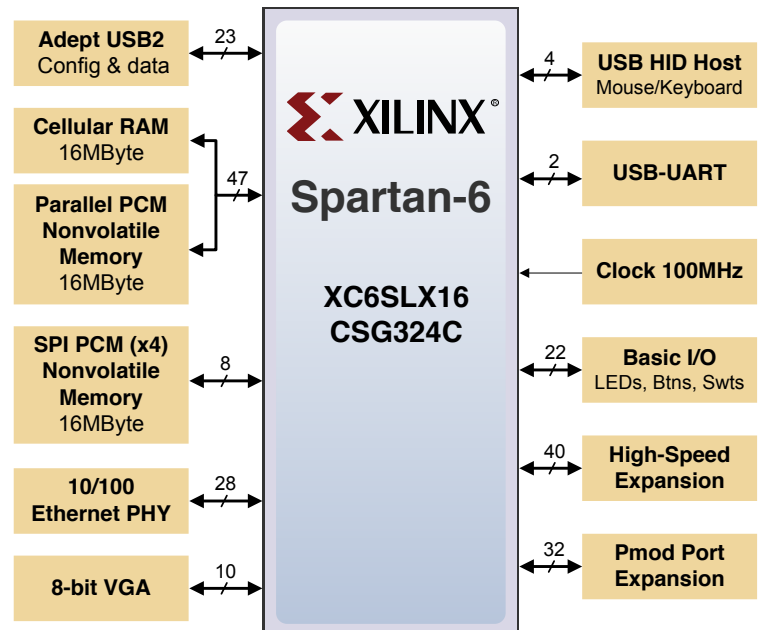 Adept USB2
Config & data
23
Cellular RAM
16MByte
Parallel PCM
Nonvolatile
Memory
16MByte
47
SPI PCM (x4)
Nonvolatile
Memory
16MByte
8
10/100
Ethernet PHY
28
8-bit VGA
10
XILINX®
Spartan-6
XC6SLX16
CSG324C
4
USB HID Host
Mouse/Keyboard
2
USB-UART
Clock 100MHz
22
Basic I/O
LEDs, Btns, Swts
40
High-Speed
Expansion
32
Pmod Port
Expansion